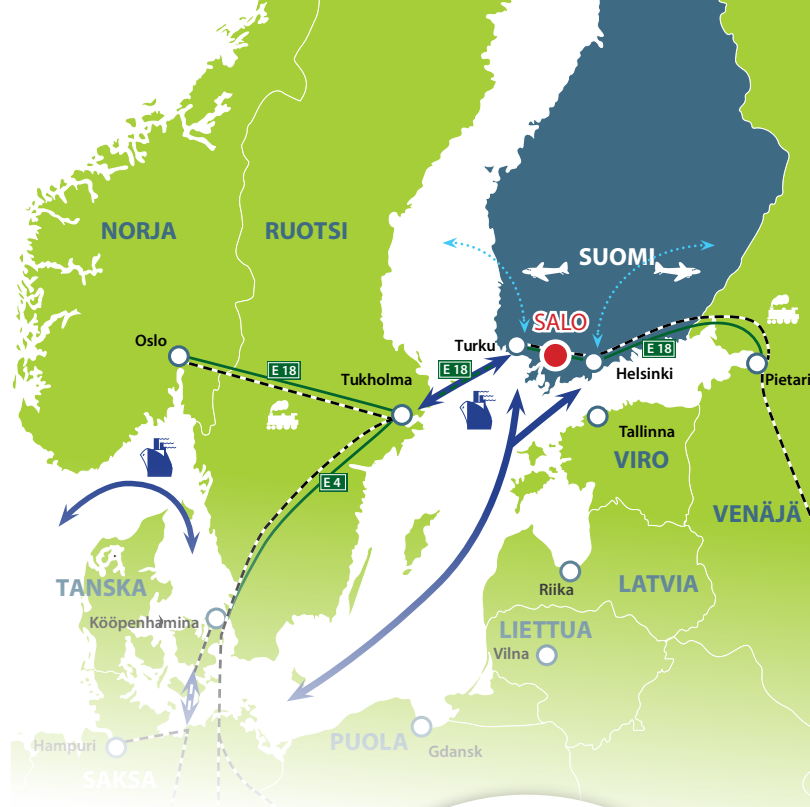 NORJA
RUOTSI
SUOMI
SALO
Oslo
Turku
E 18
E 18
E 18
Helsinki
Tukholma
Pietari
Tallinna
VIRO
E 4
VENÄJÄ
TANSKA
Riika
LATVIA
Kööpenhamina
LIETTUA
Vilna
Hampuri
PUOLA
Gdansk
SAKSA